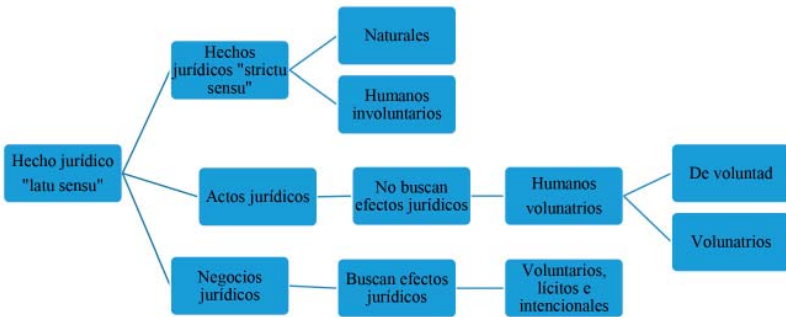 Hecho jurídico
"latu sensu"
Hechos
jurídicos "strictu
sensu"
Naturales
Humanos
involuntarios
Actos jurídicos
No buscan
efectos jurídicos
Humanos
volunatrios
De voluntad
Volunatrios
Negocios
jurídicos
Buscan efectos
jurídicos
Voluntarios,
lícitos e
intencionales